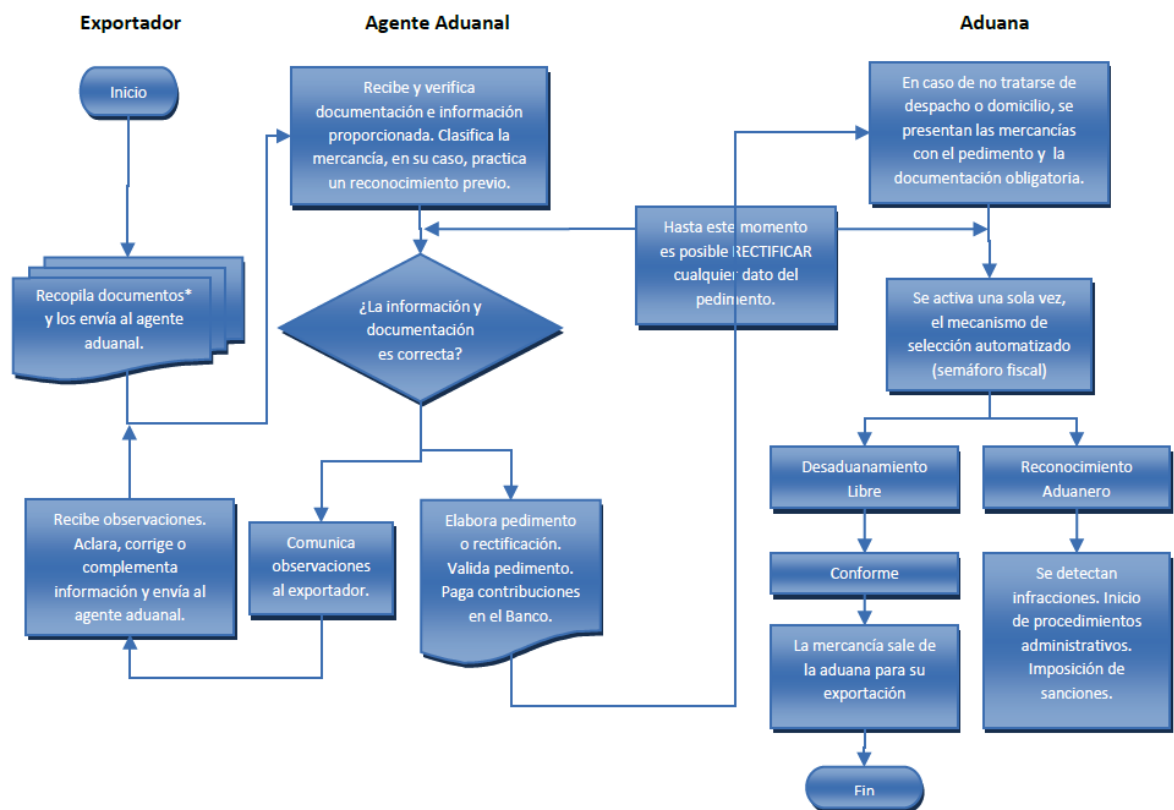 Exportador
Agente Aduanal
Aduana
Inicio
Recibe y verifica
documentación e información
proporcionada. Clasifica la
mercancía, en su caso, practica
un reconocimiento previo.
En caso de no tratarse de
despacho o domicilio, se
presentan las mercancías
con el pedimento y la
documentación obligatoria.
Hasta este momento
es posible RECTIFICAR
cualquier dato del
pedimento.
Recopila documentos*
y los envía al agente
aduanal.
¿La información y
documentación
es correcta?
Se activa una sola vez,
el mecanismo de
selección automatizado
(semáforo fiscal)
Desaduanamiento
Libre
Reconocimiento
Aduanero
Recibe observaciones.
Aclara, corrige o
complementa
información y envía al
agente aduanal.
Comunica
observaciones
al exportador.
Elabora pedimento
o rectificación.
Valida pedimento.
Paga contribuciones
en el Banco.
Conforme
Se detectan
infracciones. Inicio
de procedimientos
administrativos.
Imposición de
sanciones.
La mercancía sale de
la aduana para su
exportación
Fin